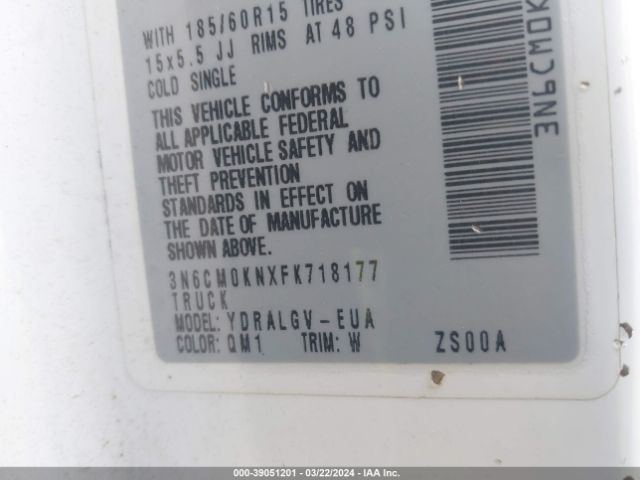 WITH 185/60R15 TIRES
15x5.5 JJ RIMS AT 48 PSI
COLD SINGLE
THIS VEHICLE CONFORMS TO
ALL APPLICABLE FEDERAL
MOTOR VEHICLE SAFETY AND
THEFT PREVENTION
STANDARDS IN EFFECT ON
THE DATE OF MANUFACTURE
SHOWN ABOVE.
3N6CM0KNXFK718177
TRUCK
MODEL: YDRALGV-EUA
COLOR: QM1 TRIM: W ZS00A
3N6CM0K
000-39051201 - 03/22/2024 - IAA Inc.